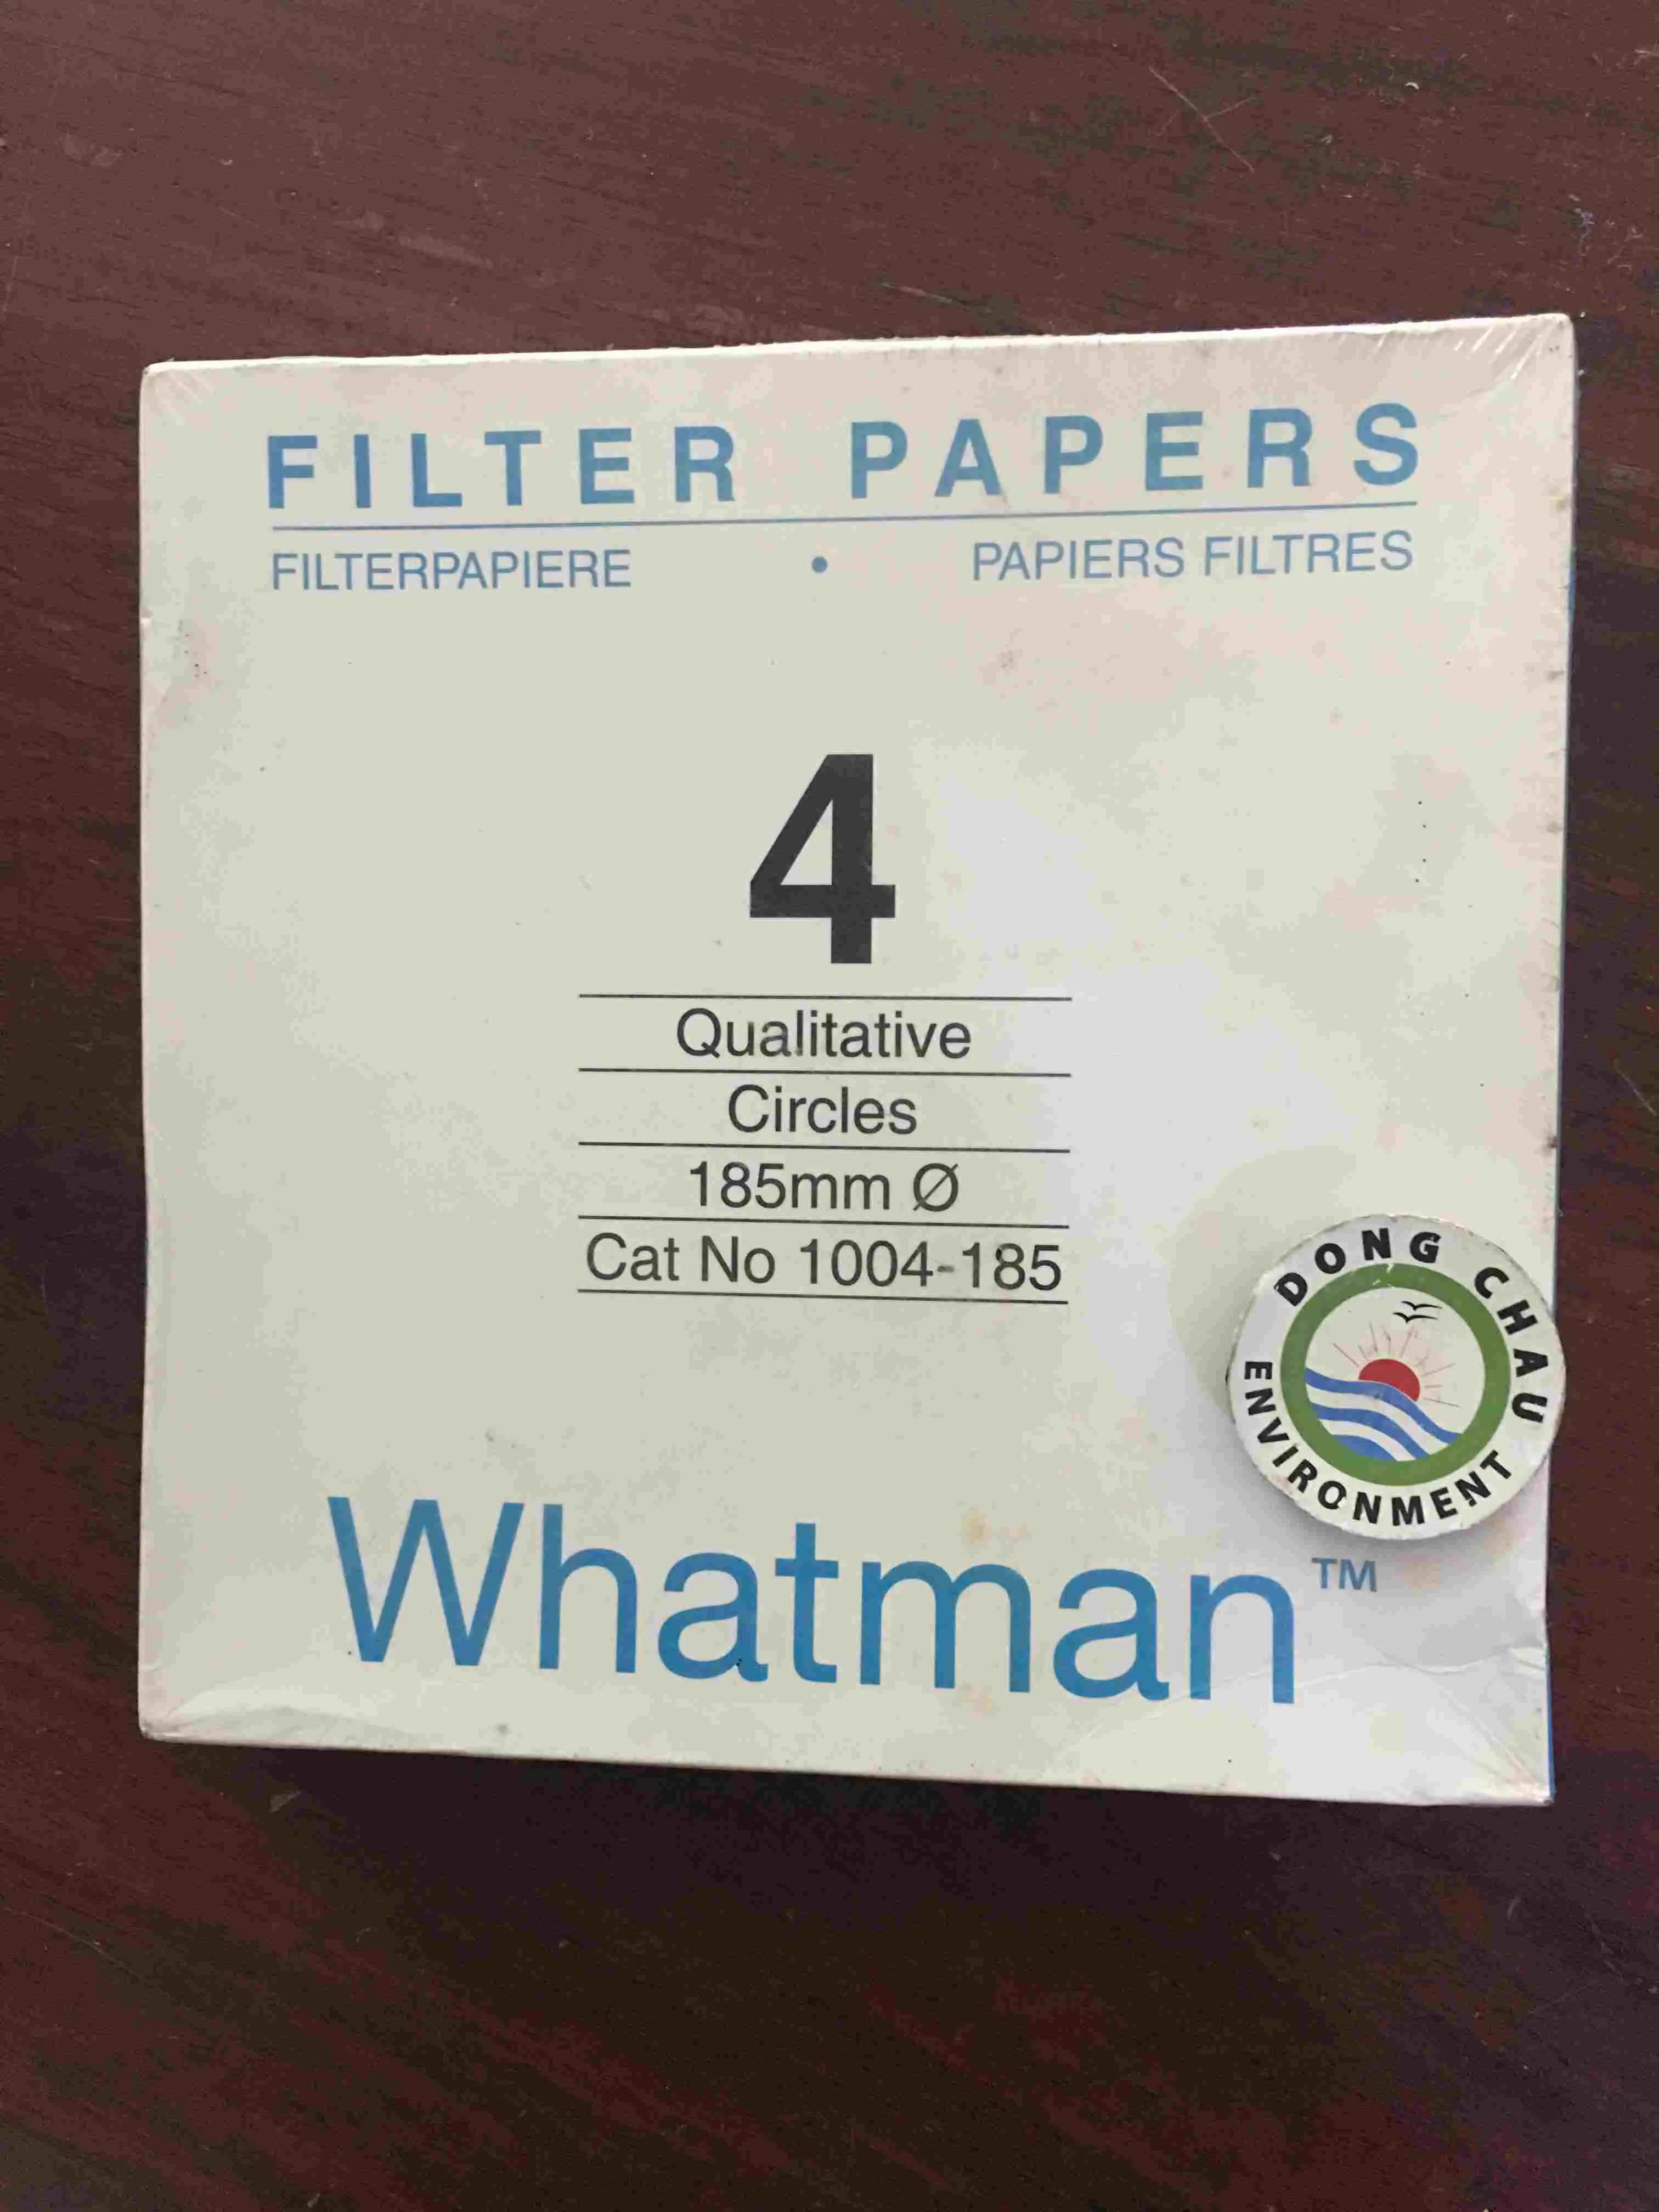 FILTER PAPERS
FILTERPAPIERE • PAPIERS FILTRES
4
Qualitative
Circles
185mm Ø
Cat No 1004-185
DONG CHAU
ENVIRONMENT
Whatman™